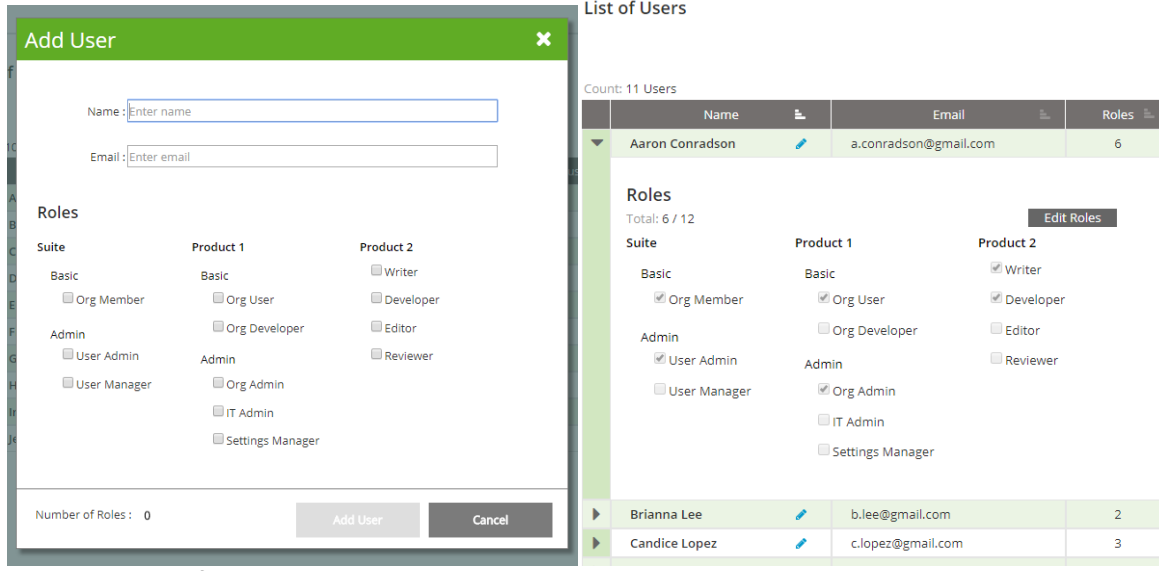 Add User
Name : Enter name
Email : Enter email
Roles
Suite Product 1 Product 2
Basic Basic Writer
Org Member Org User Developer
Admin Org Developer Editor
User Admin Admin Reviewer
User Manager Org Admin
IT Admin
Settings Manager
Number of Roles : 0 Add User Cancel
List of Users
Count: 11 Users
Name Email Roles
Aaron Conradson a.conradson@gmail.com 6
Roles
Total: 6 / 12 Edit Roles
Suite Product 1 Product 2
Basic Basic Writer
Org Member Org User Developer
Admin Org Developer Editor
User Admin Admin Reviewer
User Manager Org Admin
IT Admin
Settings Manager
Brianna Lee b.lee@gmail.com 2
Candice Lopez c.lopez@gmail.com 3